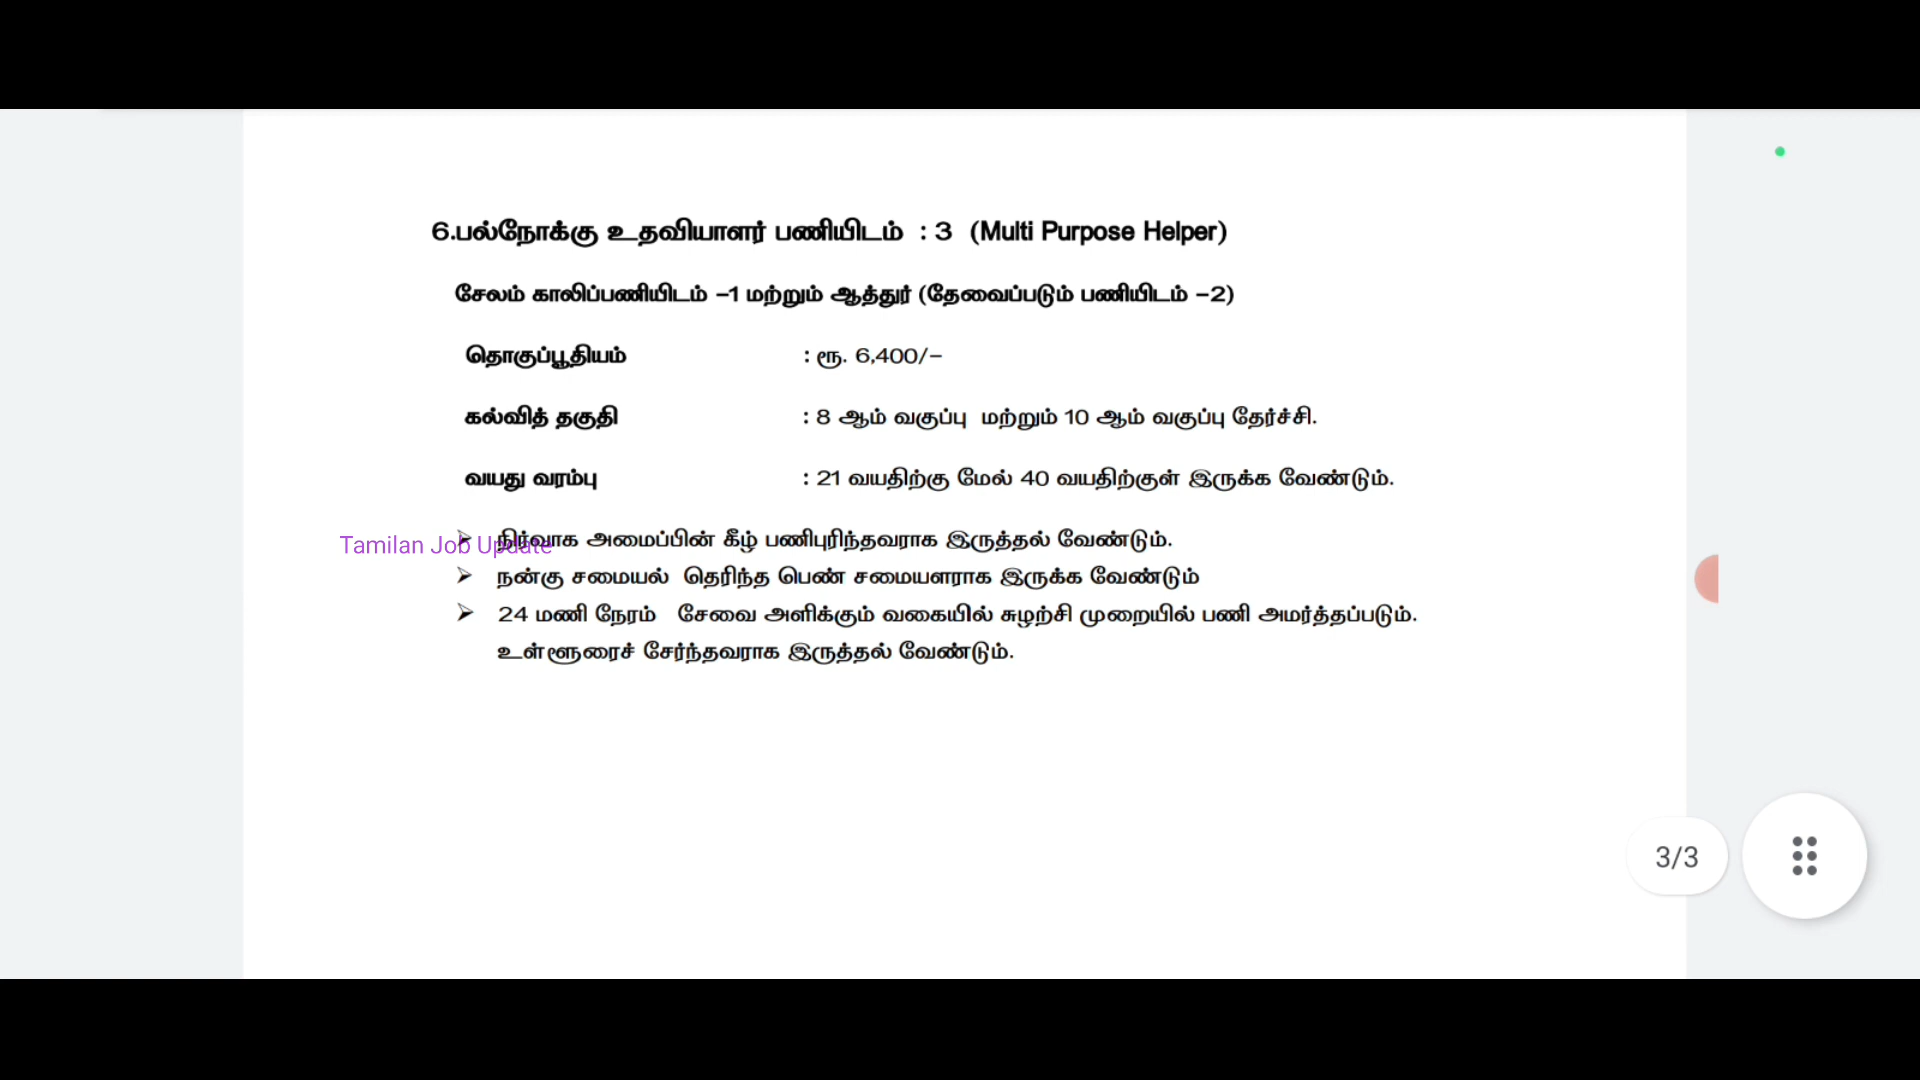 6.பல்நோக்கு உதவியாளர் பணியிடம் : 3 (Multi Purpose Helper)
சேலம் காலிப்பணியிடம் –1 மற்றும் ஆத்துர் (தேவைப்படும் பணியிடம் –2)
தொகுப்பூதியம் : ரூ. 6,400/–
கல்வித் தகுதி : 8 ஆம் வகுப்பு மற்றும் 10 ஆம் வகுப்பு தேர்ச்சி.
வயது வரம்பு : 21 வயதிற்கு மேல் 40 வயதிற்குள் இருக்க வேண்டும்.
➢ நிர்வாக அமைப்பின் கீழ் பணிபுரிந்தவராக இருத்தல் வேண்டும்.
Tamilan Job Update
➢ நன்கு சமையல் தெரிந்த பெண் சமையளராக இருக்க வேண்டும்
➢ 24 மணி நேரம் சேவை அளிக்கும் வகையில் சுழற்சி முறையில் பணி அமர்த்தப்படும்.
உள்ளூரைச் சேர்ந்தவராக இருத்தல் வேண்டும்.
3/3